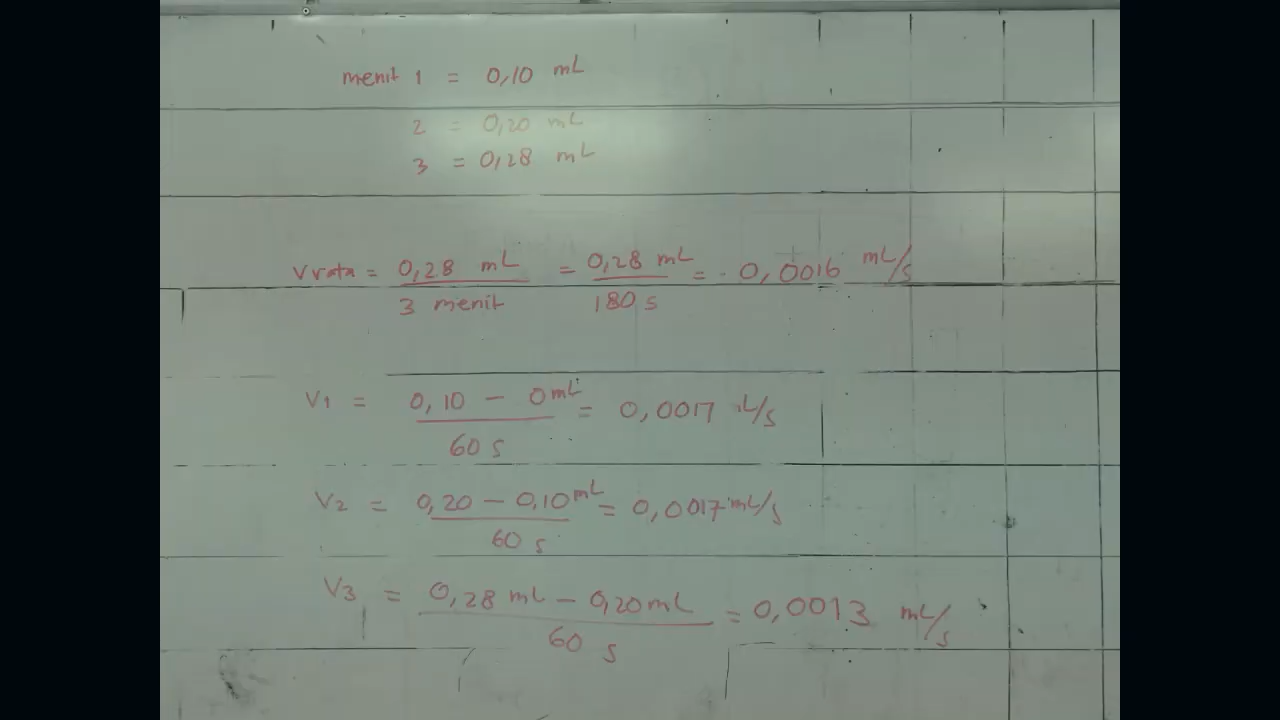 menit 1 = 0,10 mL
2 = 0,20 mL
3 = 0,28 mL
Vrata = 0,28 mL / 3 menit = 0,28 mL / 180 s = 0,0016 mL/s
V1 = 0,10 - 0 mL / 60 s = 0,0017 L/s
V2 = 0,20 - 0,10 mL / 60 s = 0,0017 mL/s
V3 = 0,28 mL - 0,20 mL / 60 s = 0,0013 mL/s